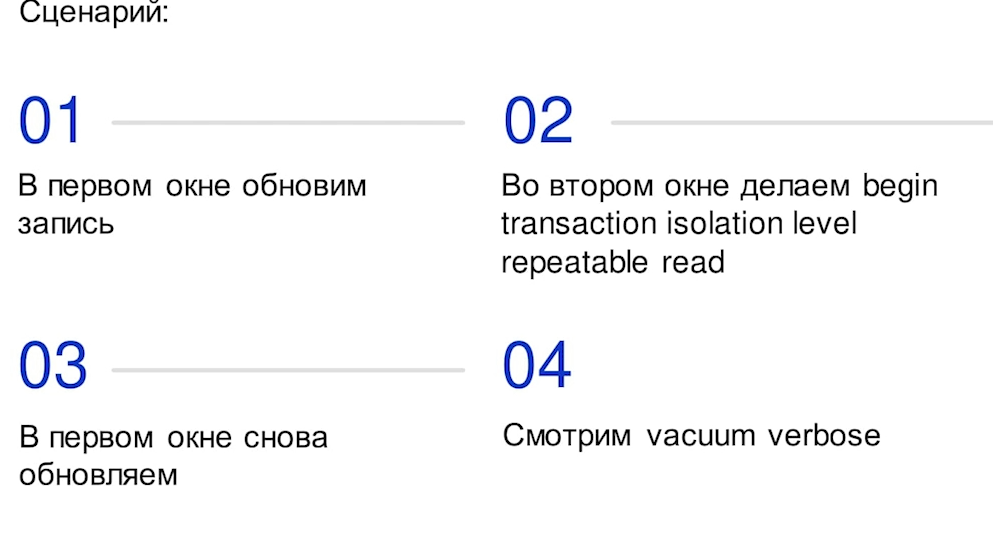 Сценарий:
01
В первом окне обновим
запись
02
Во втором окне делаем begin
transaction isolation level
repeatable read
03
В первом окне снова
обновляем
04
Смотрим vacuum verbose